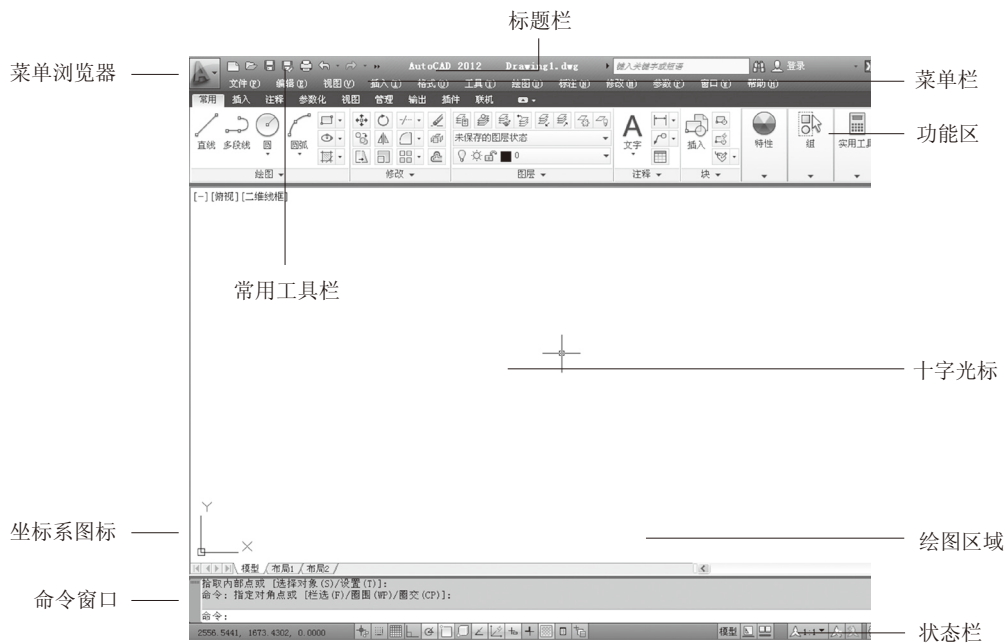 标题栏
菜单浏览器
AutoCAD 2012 Drawing1.dwg
键入关键字或短语
登录
菜单栏
文件(F) 编辑(E) 视图(V) 插入(I) 格式(O) 工具(T) 绘图(D) 标注(N) 修改(M) 参数(P) 窗口(W) 帮助(H)
常用 插入 注释 参数化 视图 管理 输出 插件 联机
功能区
直线 多段线 圆 圆弧
未保存的图层状态
0
文字
插入
特性
组
实用工具
绘图 修改 图层 注释 块
[-][俯视][二维线框]
常用工具栏
十字光标
Y
X
坐标系图标
绘图区域
模型 布局1 布局2
拾取内部点或 [选择对象(S)/设置(T)]:
命令: 指定对角点或 [栏选(F)/圈围(WP)/圈交(CP)]:
命令窗口
命令:
2556.5441, 1673.4302, 0.0000
模型
1:1
状态栏